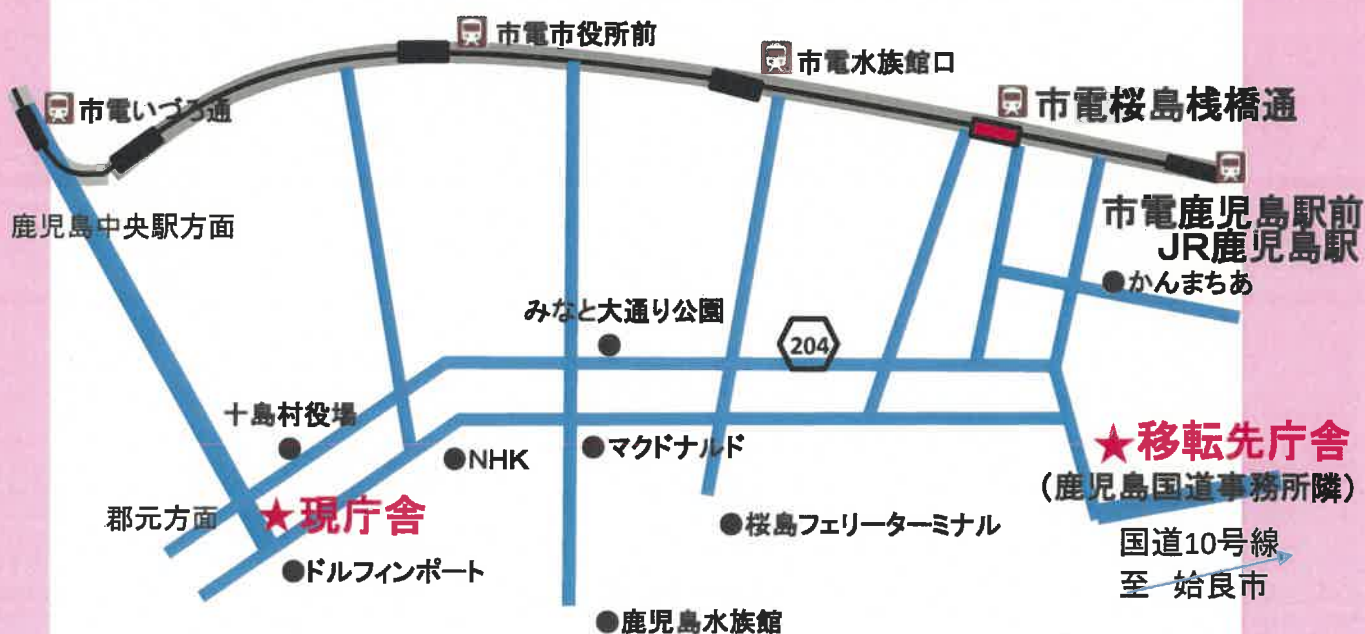 市電市役所前
市電水族館口
市電いづろ通
市電桜島桟橋通
鹿児島中央駅方面
市電鹿児島駅前
JR鹿児島駅
●かんまちあ
みなと大通り公園
204
十島村役場
●NHK
●マクドナルド
★移転先庁舎
(鹿児島国道事務所隣)
郡元方面
★現庁舎
●桜島フェリーターミナル
国道10号線
至 姶良市
●ドルフィンポート
●鹿児島水族館